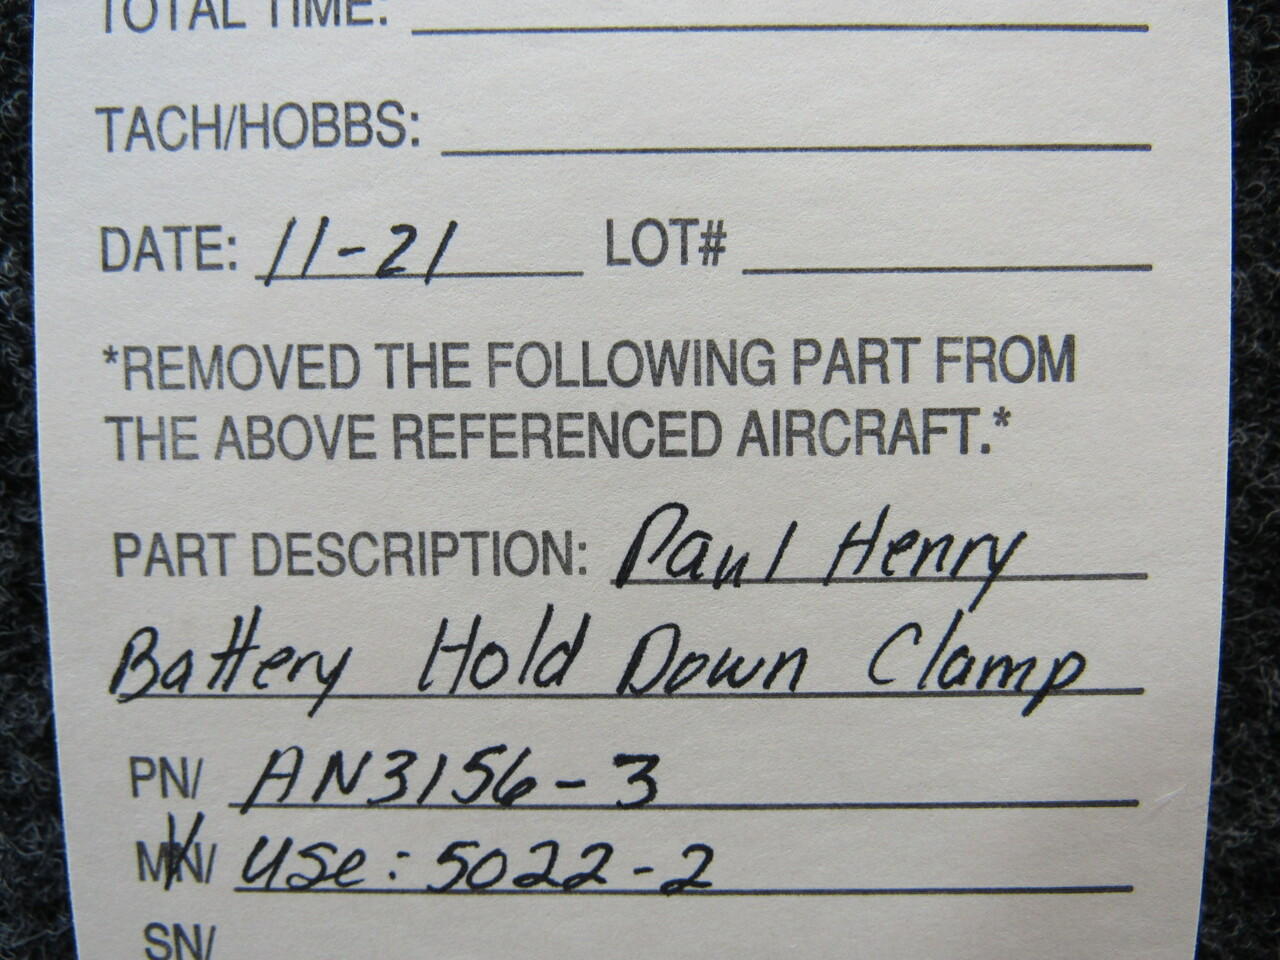 TOTAL TIME:
TACH/HOBBS:
DATE: 11-21 LOT#
*REMOVED THE FOLLOWING PART FROM
THE ABOVE REFERENCED AIRCRAFT.*
PART DESCRIPTION: Paul Henry
Battery Hold Down Clamp
PN/ AN3156-3
MN/ Use: 5022-2
SN/